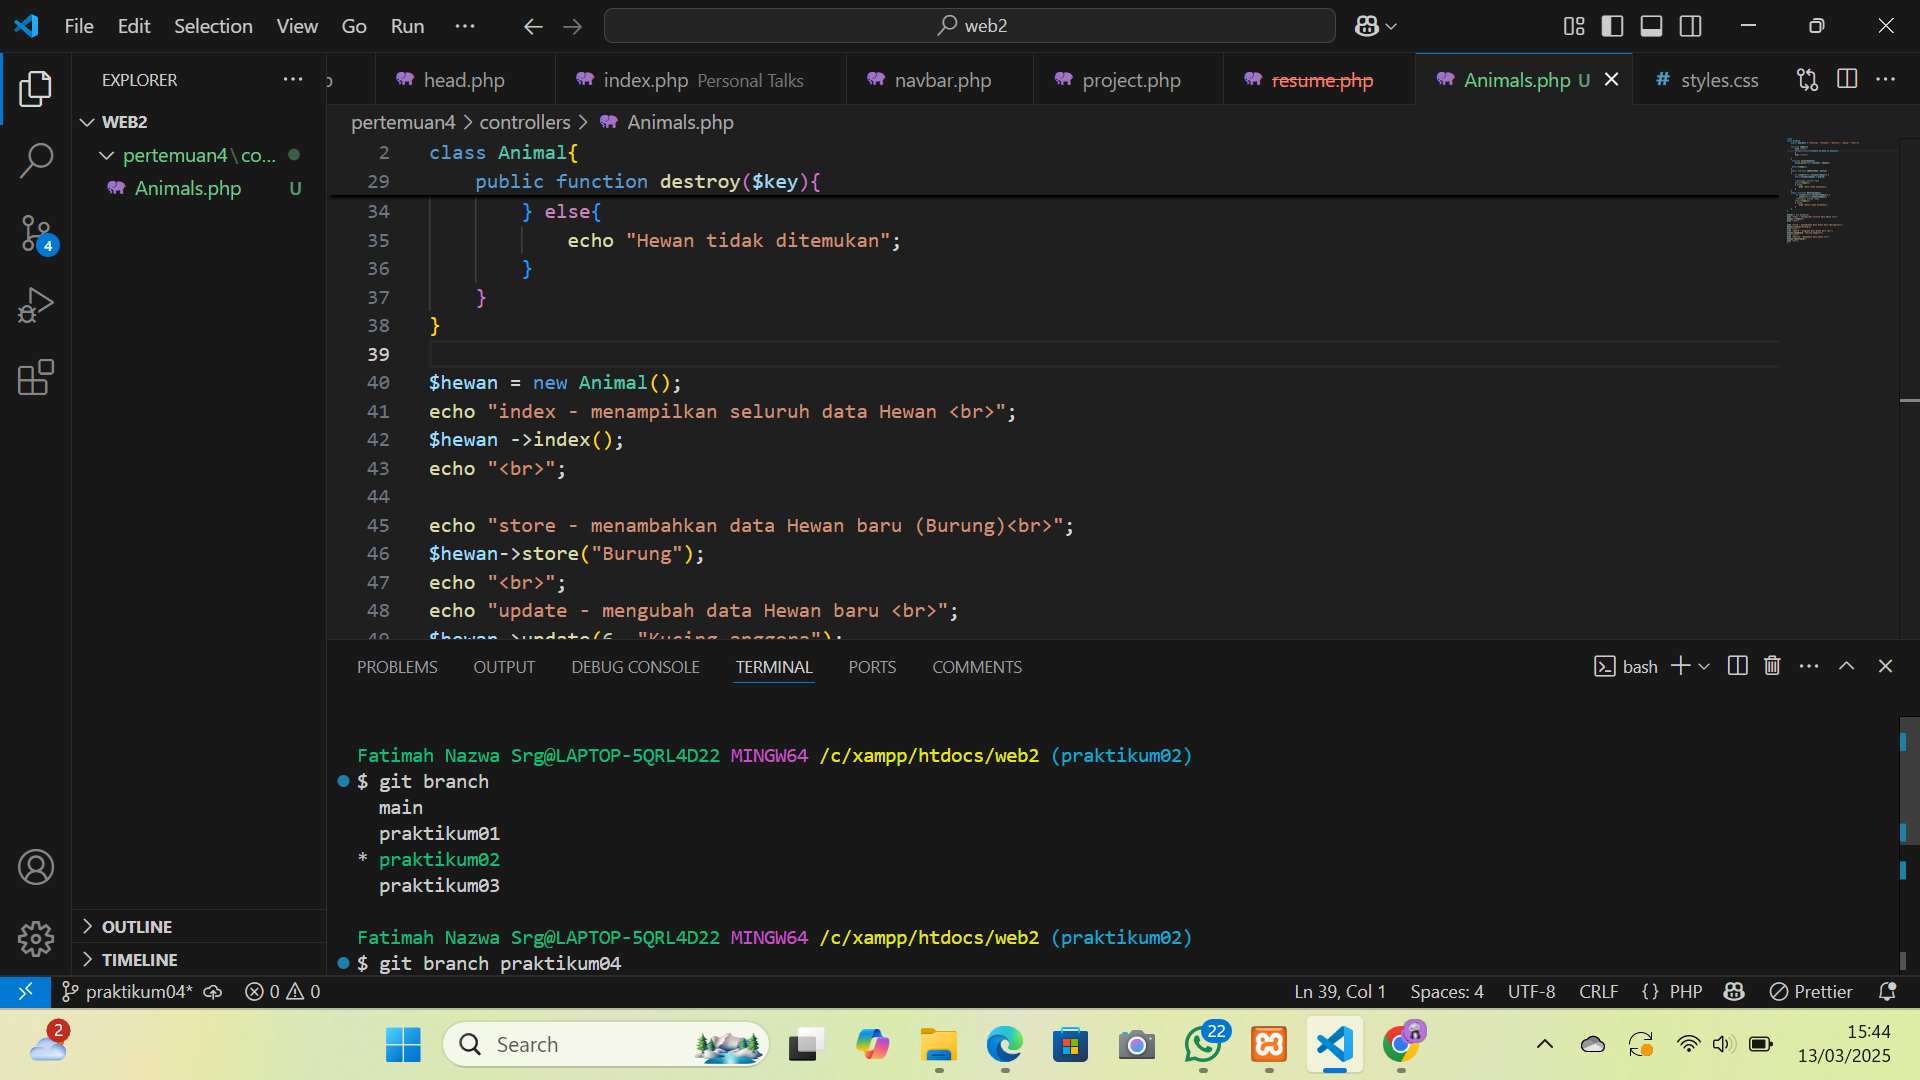 File Edit Selection View Go Run ··· web2
EXPLORER ···
head.php index.php Personal Talks navbar.php project.php resume.php Animals.php U styles.css ···
WEB2
pertemuan4\co...
Animals.php U
4
pertemuan4 > controllers > Animals.php
2 class Animal{
29 public function destroy($key){
34 } else{
35 echo "Hewan tidak ditemukan";
36 }
37 }
38 }
39
40 $hewan = new Animal();
41 echo "index - menampilkan seluruh data Hewan <br>";
42 $hewan ->index();
43 echo "<br>";
44
45 echo "store - menambahkan data Hewan baru (Burung)<br>";
46 $hewan->store("Burung");
47 echo "<br>";
48 echo "update - mengubah data Hewan baru <br>";
49 $hewan->update(6, "Kucing anggora");
PROBLEMS OUTPUT DEBUG CONSOLE TERMINAL PORTS COMMENTS bash ···
Fatimah Nazwa Srg@LAPTOP-5QRL4D22 MINGW64 /c/xampp/htdocs/web2 (praktikum02)
$ git branch
main
praktikum01
* praktikum02
praktikum03
Fatimah Nazwa Srg@LAPTOP-5QRL4D22 MINGW64 /c/xampp/htdocs/web2 (praktikum02)
$ git branch praktikum04
OUTLINE
TIMELINE
praktikum04* 0 0 Ln 39, Col 1 Spaces: 4 UTF-8 CRLF {} PHP Prettier
2 Search 22 15:44
13/03/2025